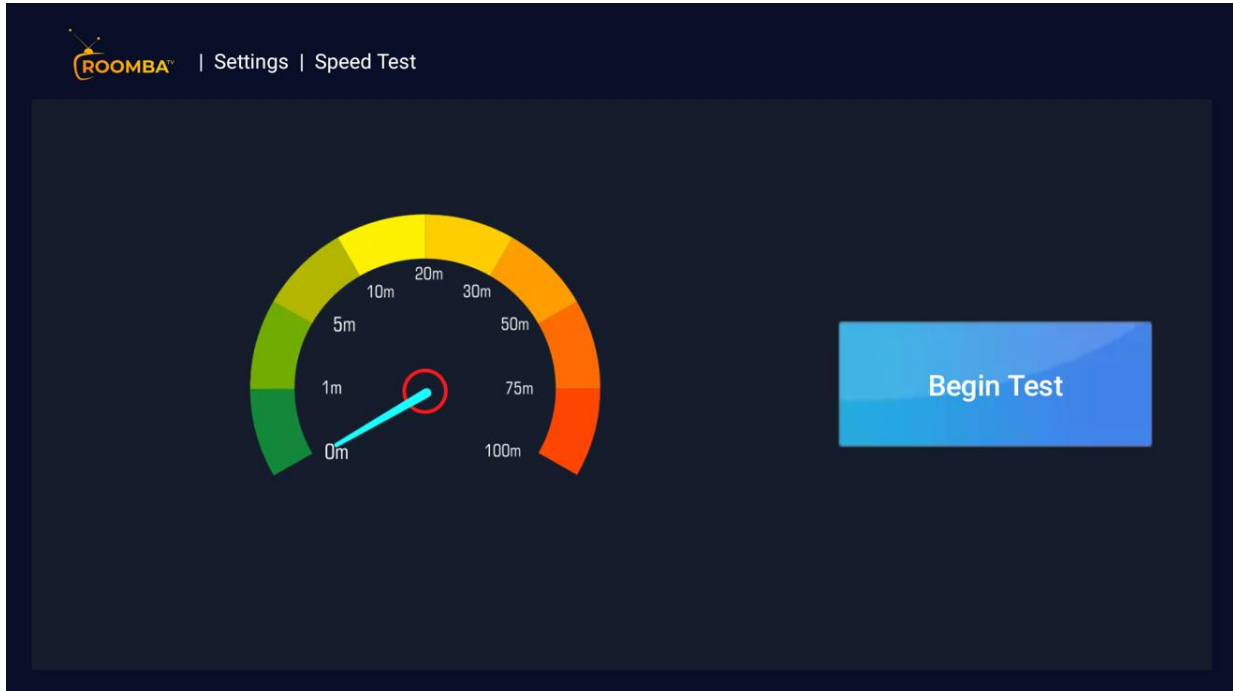 ROOMBA TV | Settings | Speed Test
20m
10m
30m
5m
50m
1m
75m
0m
100m
Begin Test